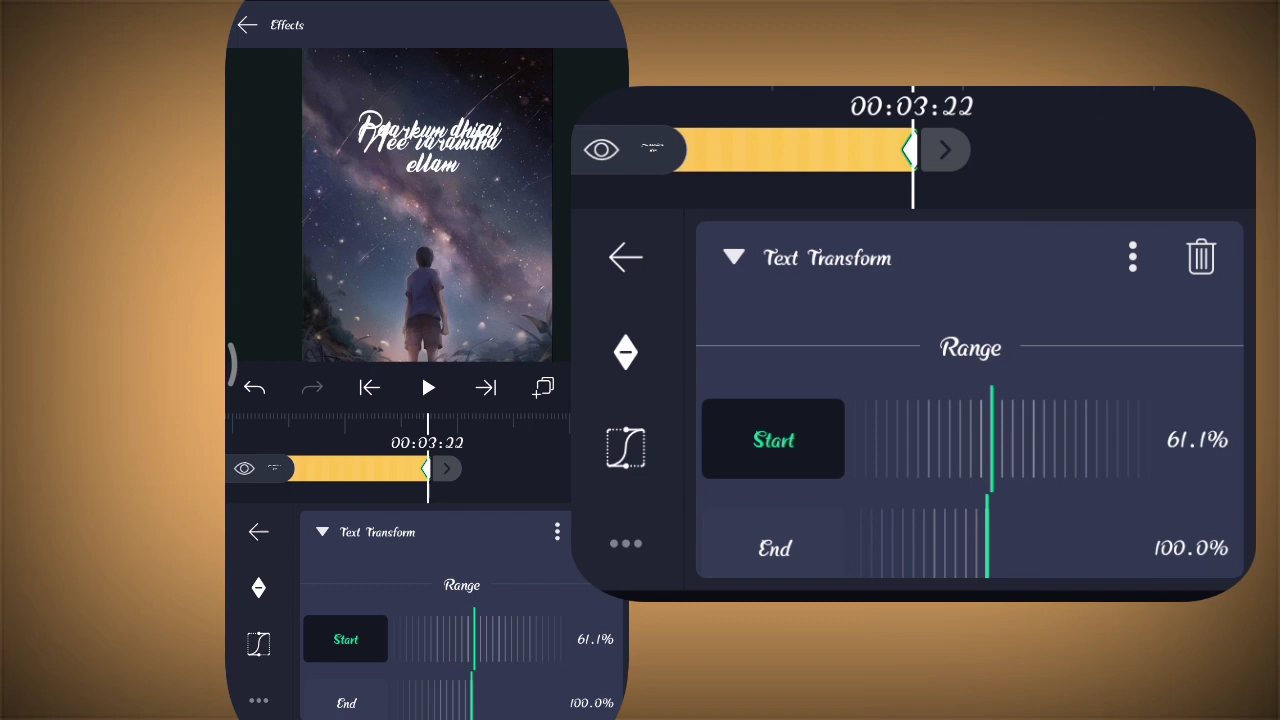 Effects
Paarkum dhisai
Nee varaintha
ellam
00:03:22
Text Transform
Range
Start
61.1%
End
100.0%
00:03:22
Text Transform
Range
Start
61.1%
End
100.0%